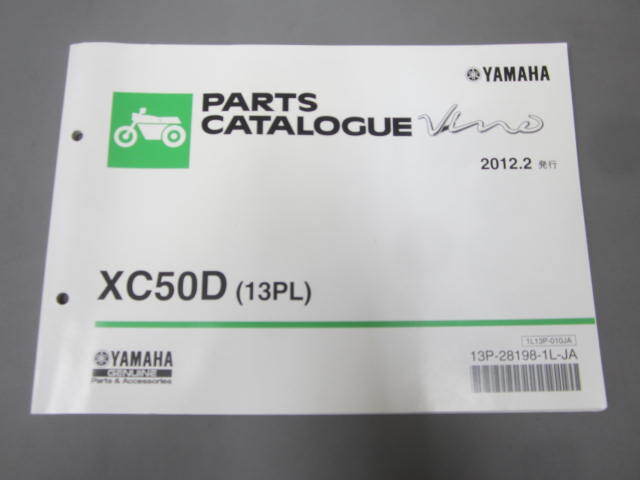 YAMAHA
PARTS
CATALOGUE Vino
2012.2 発行
XC50D (13PL)
1L13P-010JA
13P-28198-1L-JA
YAMAHA
GENUINE
Parts & Accessories